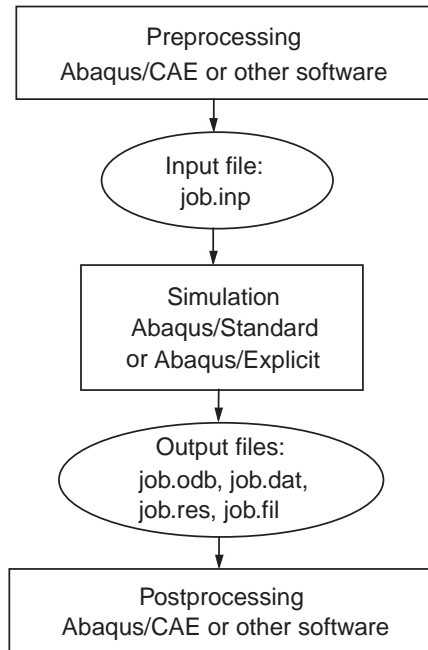 Preprocessing
Abaqus/CAE or other software
Input file:
job.inp
Simulation
Abaqus/Standard
or Abaqus/Explicit
Output files:
job.odb, job.dat,
job.res, job.fil
Postprocessing
Abaqus/CAE or other software